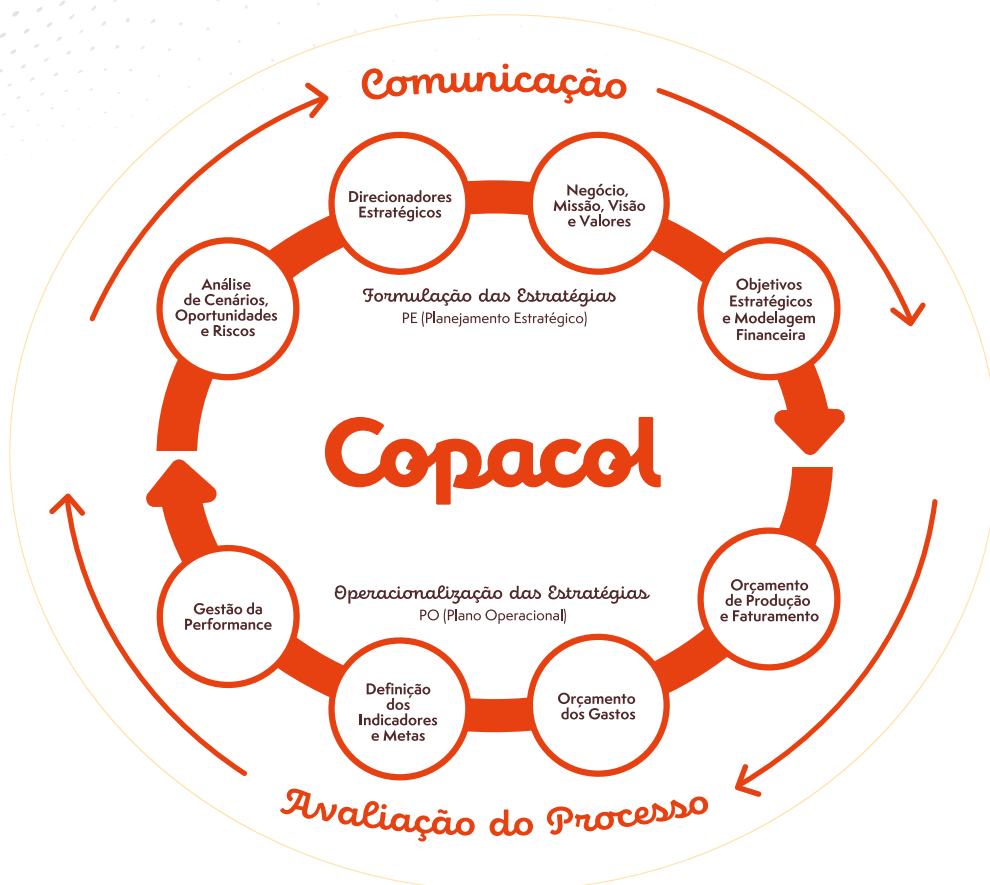 Comunicação
Direcionadores
Estratégicos
Negócio,
Missão, Visão
e Valores
Análise
de Cenários,
Oportunidades
e Riscos
Objetivos
Estratégicos
e Modelagem
Financeira
Formulação das Estratégias
PE (Planejamento Estratégico)
Copacol
Operacionalização das Estratégias
PO (Plano Operacional)
Orçamento
de Produção
e Faturamento
Gestão da
Performance
Orçamento
dos Gastos
Definição
dos
Indicadores
e Metas
Avaliação do Processo